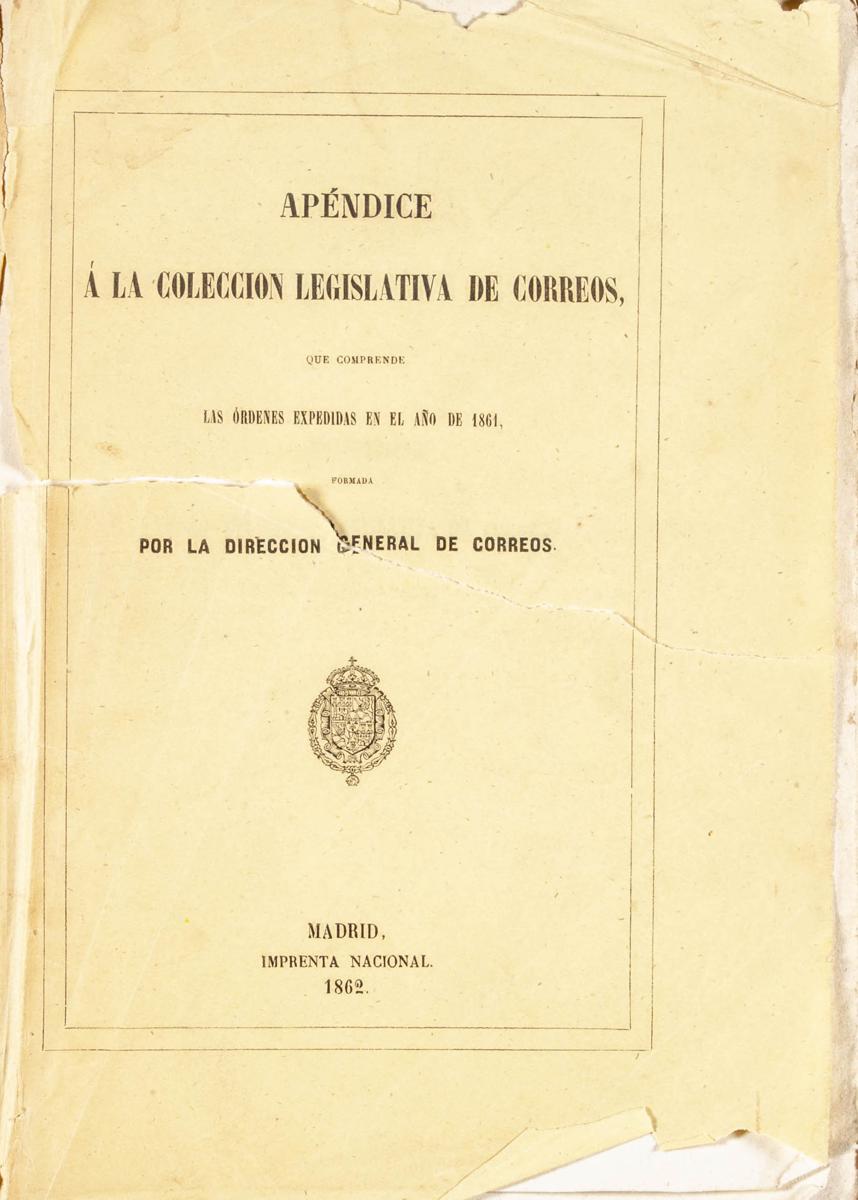 APÉNDICE
Á LA COLECCION LEGISLATIVA DE CORREOS,
QUE COMPRENDE
LAS ÓRDENES EXPEDIDAS EN EL AÑO DE 1861,
FORMADA
POR LA DIRECCION GENERAL DE CORREOS.
MADRID,
IMPRENTA NACIONAL.
1862.